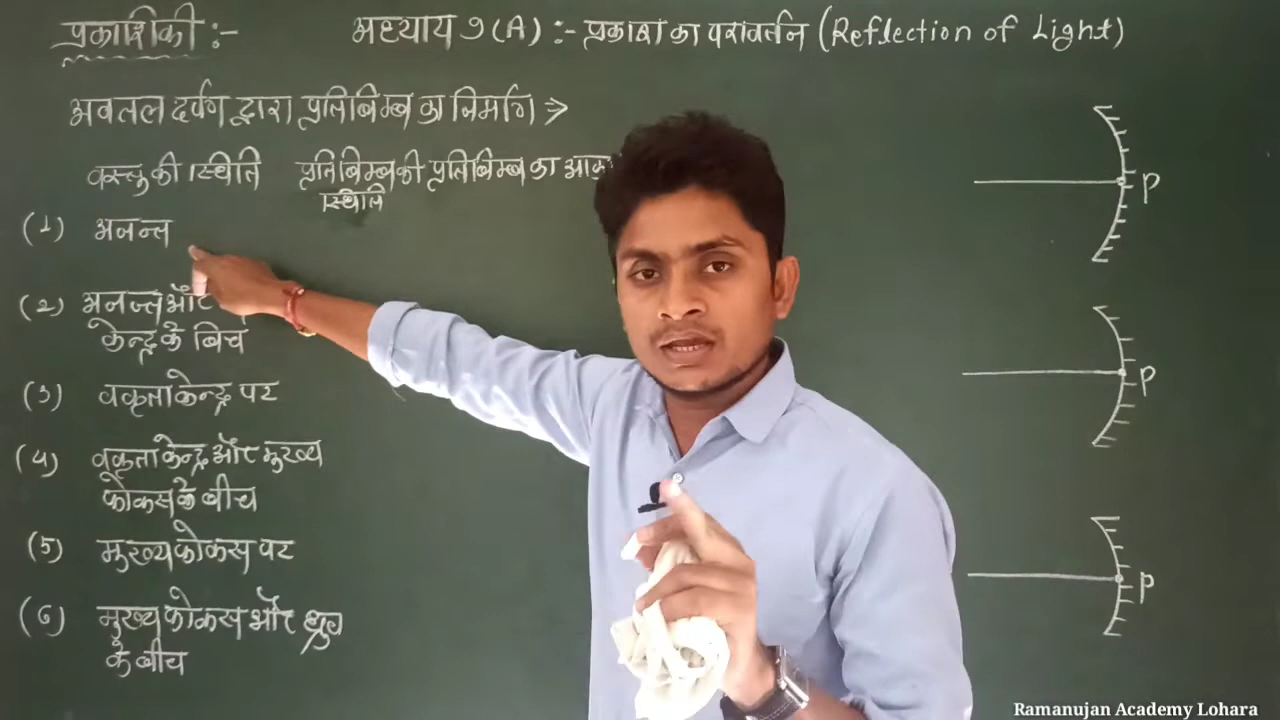 प्रकाशिकी :-
अध्याय 7 (A) :- प्रकाश का परावर्तन (Reflection of Light)
अवतल दर्पण द्वारा प्रतिबिम्ब का निर्माण →
वस्तु की स्थिति प्रतिबिम्ब की प्रतिबिम्ब का
स्थिति
(1) अनन्त
(2) अनन्त और
केन्द्र के बिच
(3) वक्रता केन्द्र पर
(4) वक्रता केन्द्र और मुख्य
फोकस के बीच
(5) मुख्य फोकस पर
(6) मुख्य फोकस और ध्रुव
के बीच
P
P
P
Ramanujan Academy Lohara